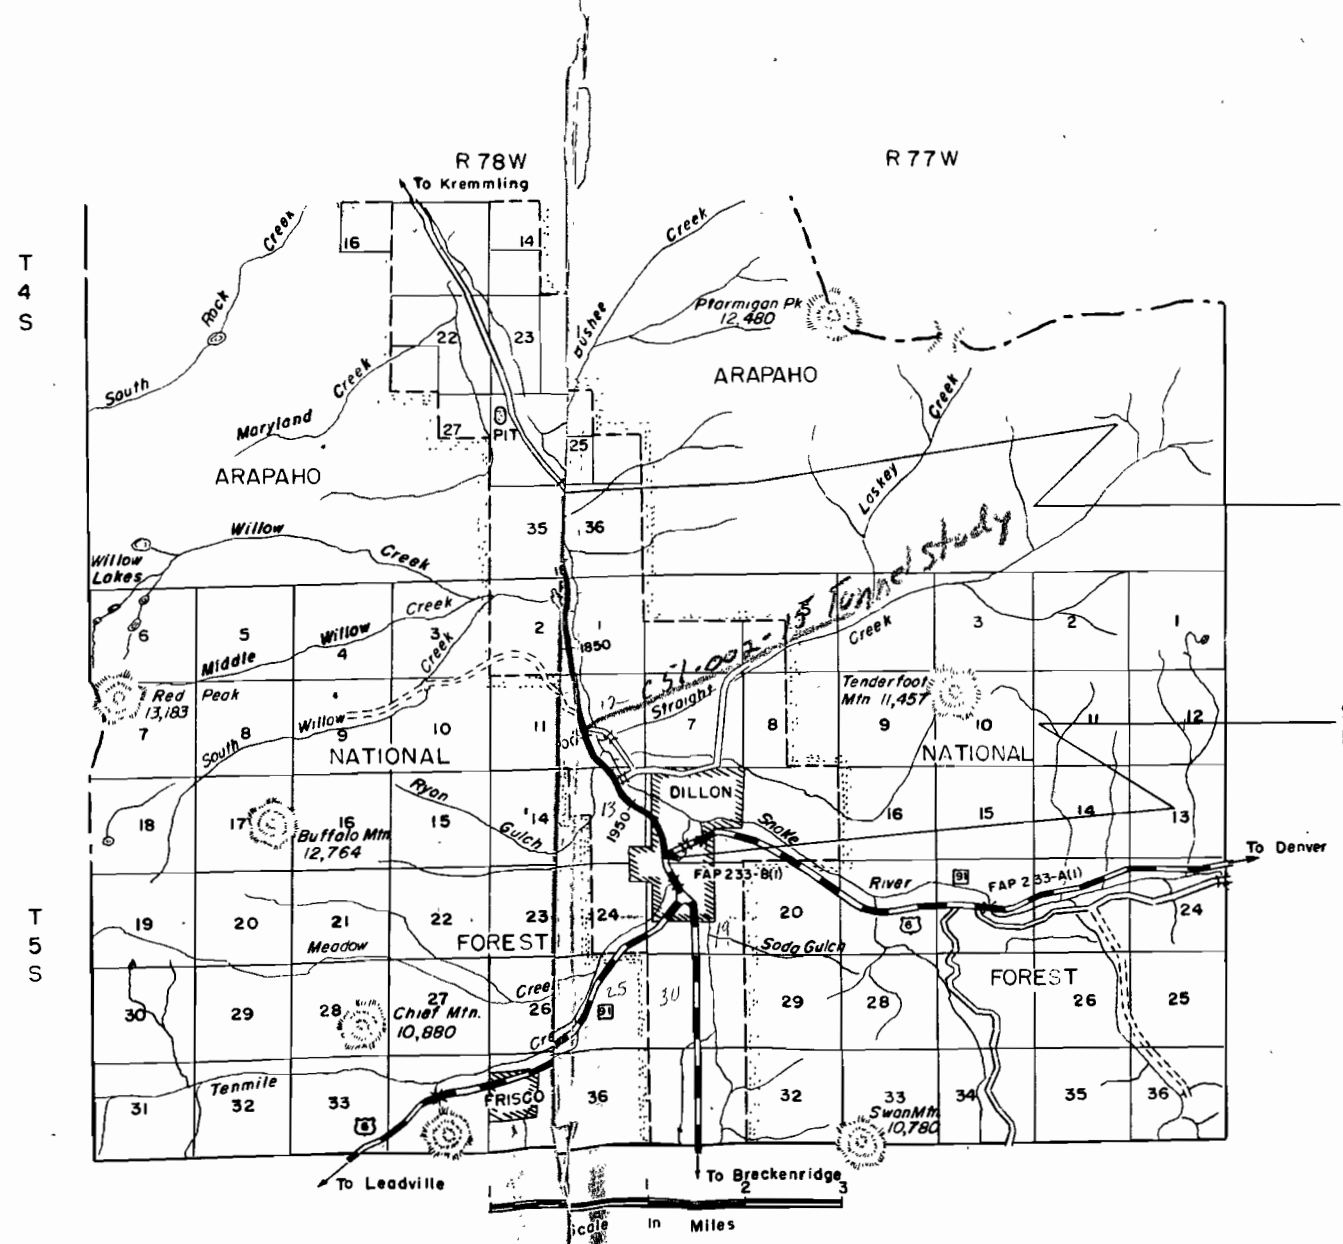 R 78W
R 77W
To Kremmling
T
4
S
16
14
South Rock Creek
Bushee Creek
Ptarmigan Pk
12,480
22
23
Maryland Creek
ARAPAHO
Laskey Creek
27
PIT
25
ARAPAHO
35
36
Willow Creek
Willow
Lakes
Tunnel Study
6
5
4
3
2
1
3
2
1
Middle Willow Creek
Creek
1850
Straight Creek
Red Peak
13,183
Tenderfoot
Mtn 11,457
7
8
9
10
11
12
7
8
9
10
11
12
South Willow
NATIONAL
NATIONAL
DILLON
Ryan Gulch
18
17
16
15
14
13
1950
Snake River
16
15
14
13
Buffalo Mtn.
12,764
To Denver
FAP 233-B(1)
91
FAP 233-A(1)
T
5
S
19
20
21
22
23
24
19
20
6
24
Meadow Creek
FOREST
Soda Gulch
FOREST
30
29
28
27
26
25
30
29
28
26
25
Chief Mtn.
10,880
91
Tenmile Cre
31
32
33
6
FRISCO
36
32
33
34
35
36
Swan Mtn.
10,780
To Leadville
To Breckenridge
1
1
2
3
Scale In Miles